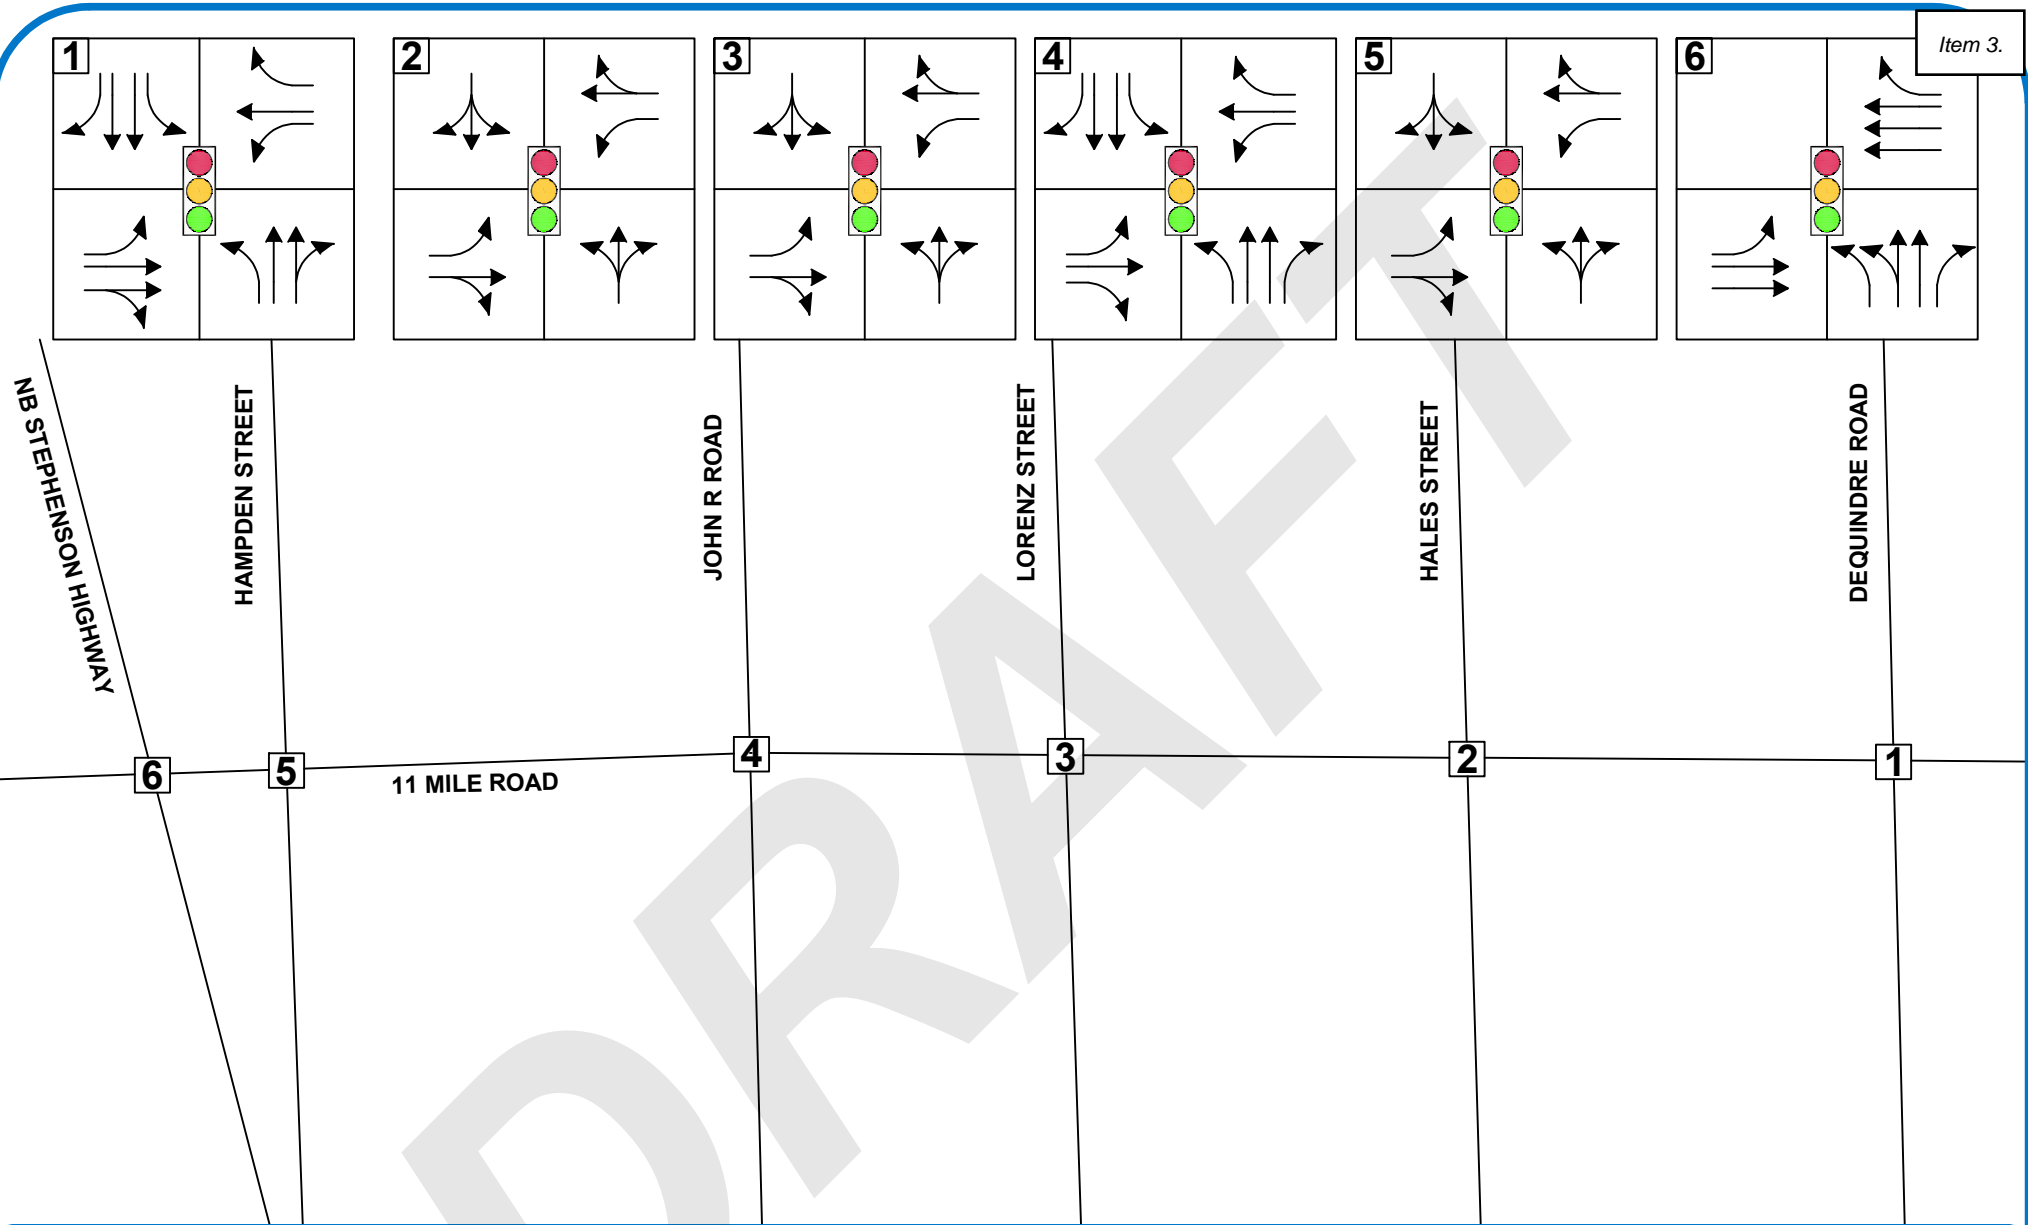 Item 3.
1
2
3
4
5
6
NB STEPHENSON HIGHWAY
HAMPDEN STREET
JOHN R ROAD
LORENZ STREET
HALES STREET
DEQUINDRE ROAD
6
5
4
3
2
1
11 MILE ROAD
DRAFT